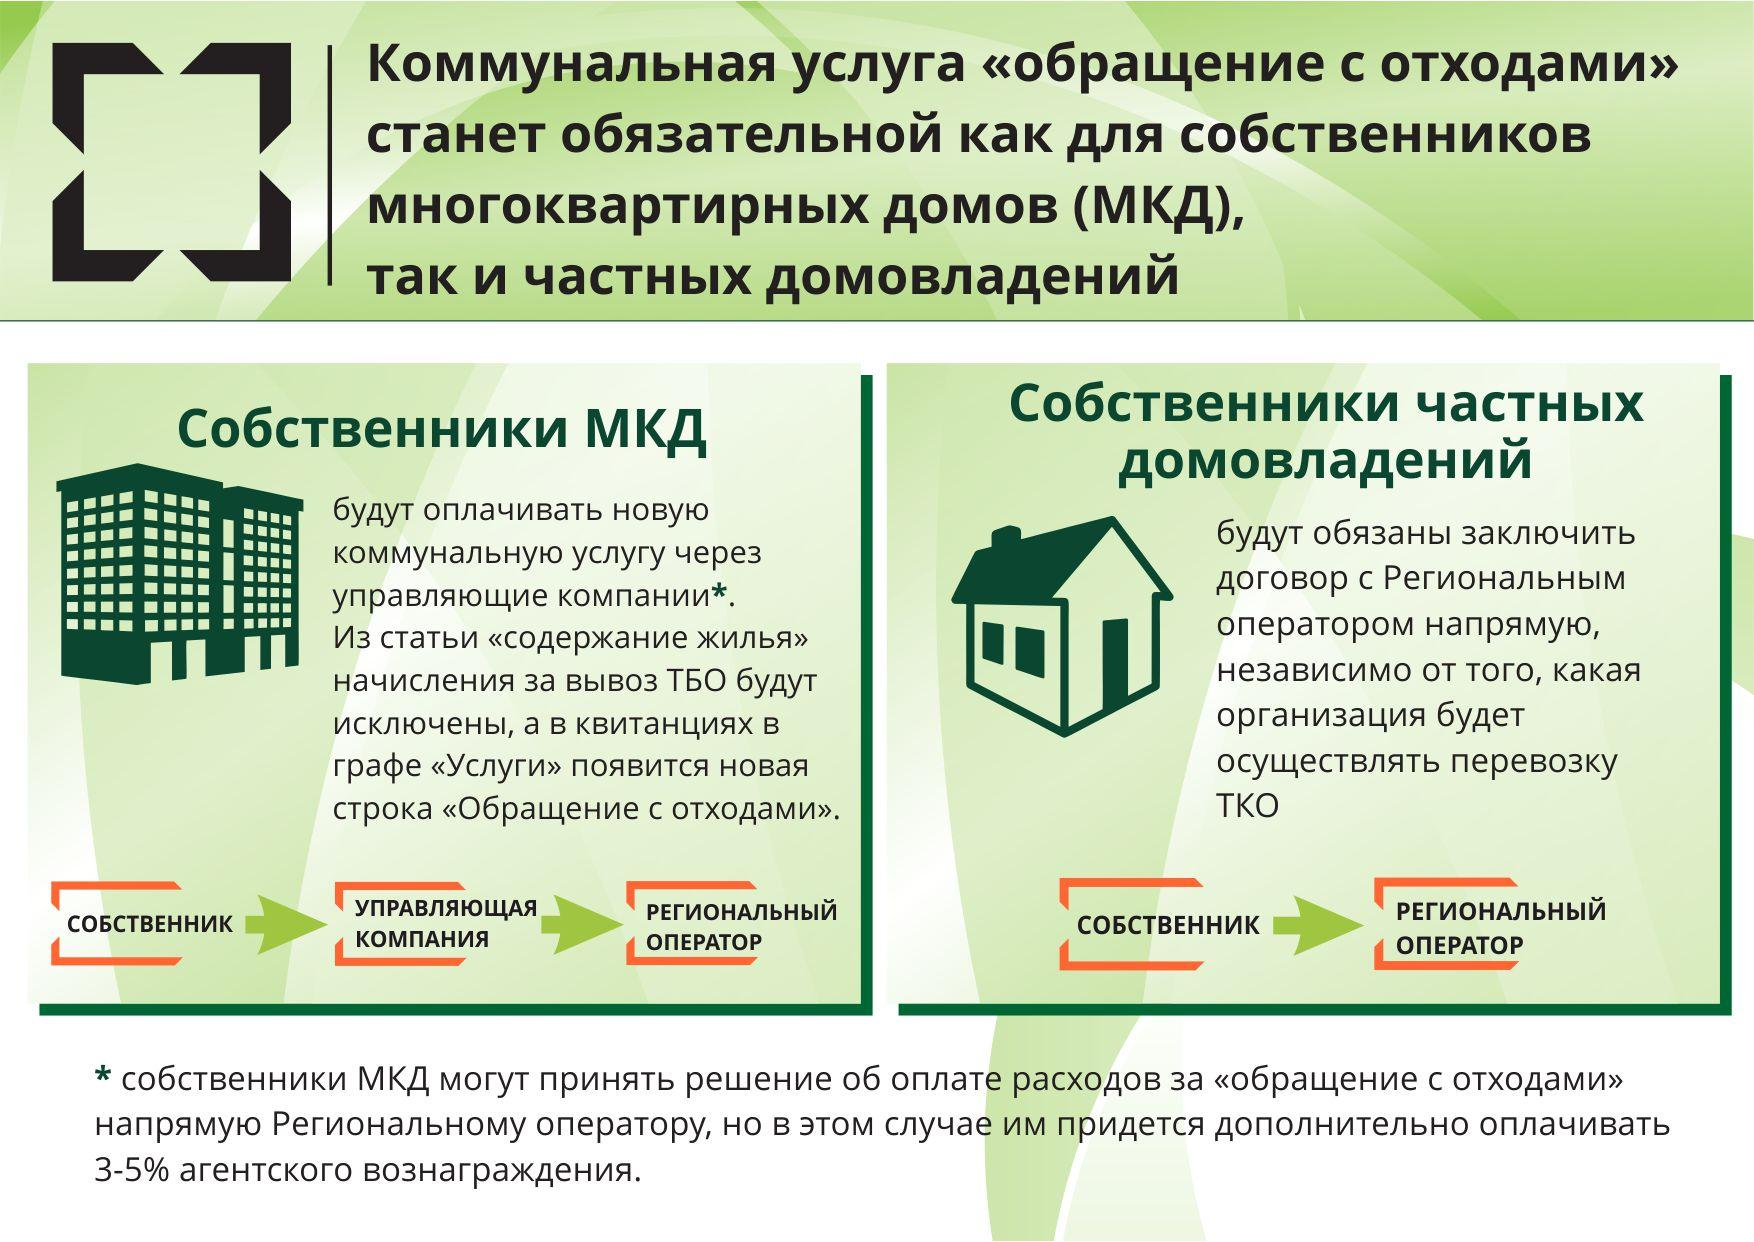 Коммунальная услуга «обращение с отходами»
станет обязательной как для собственников
многоквартирных домов (МКД),
так и частных домовладений
Собственники МКД
будут оплачивать новую
коммунальную услугу через
управляющие компании*.
Из статьи «содержание жилья»
начисления за вывоз ТБО будут
исключены, а в квитанциях в
графе «Услуги» появится новая
строка «Обращение с отходами».
СОБСТВЕННИК
УПРАВЛЯЮЩАЯ
КОМПАНИЯ
РЕГИОНАЛЬНЫЙ
ОПЕРАТОР
Собственники частных
домовладений
будут обязаны заключить
договор с Региональным
оператором напрямую,
независимо от того, какая
организация будет
осуществлять перевозку
ТКО
СОБСТВЕННИК
РЕГИОНАЛЬНЫЙ
ОПЕРАТОР
* собственники МКД могут принять решение об оплате расходов за «обращение с отходами»
напрямую Региональному оператору, но в этом случае им придется дополнительно оплачивать
3-5% агентского вознаграждения.